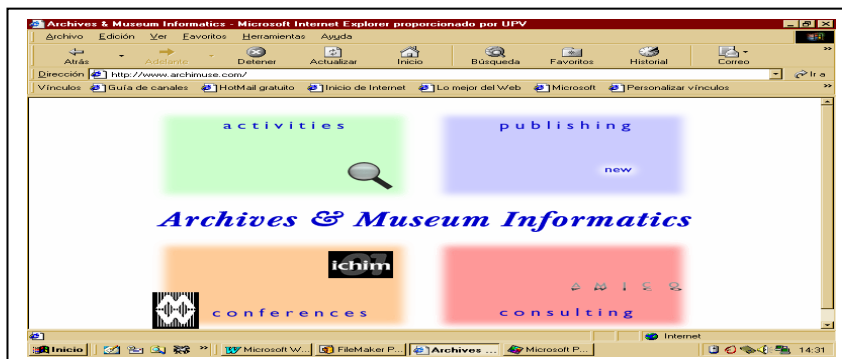 Archives & Museum Informatics - Microsoft Internet Explorer proporcionado por UPV
Archivo Edición Ver Favoritos Herramientas Ayuda
Atrás Adelante Detener Actualizar Inicio Búsqueda Favoritos Historial Correo »
Dirección http://www.archimuse.com/ Ir a
Vínculos Guía de canales HotMail gratuito Inicio de Internet Lo mejor del Web Microsoft Personalizar vínculos »
activities publishing
new
Archives & Museum Informatics
ichim 01
AMI
conferences consulting
Internet
Inicio » Microsoft W... FileMaker P... Archives ... Microsoft P... 14:31